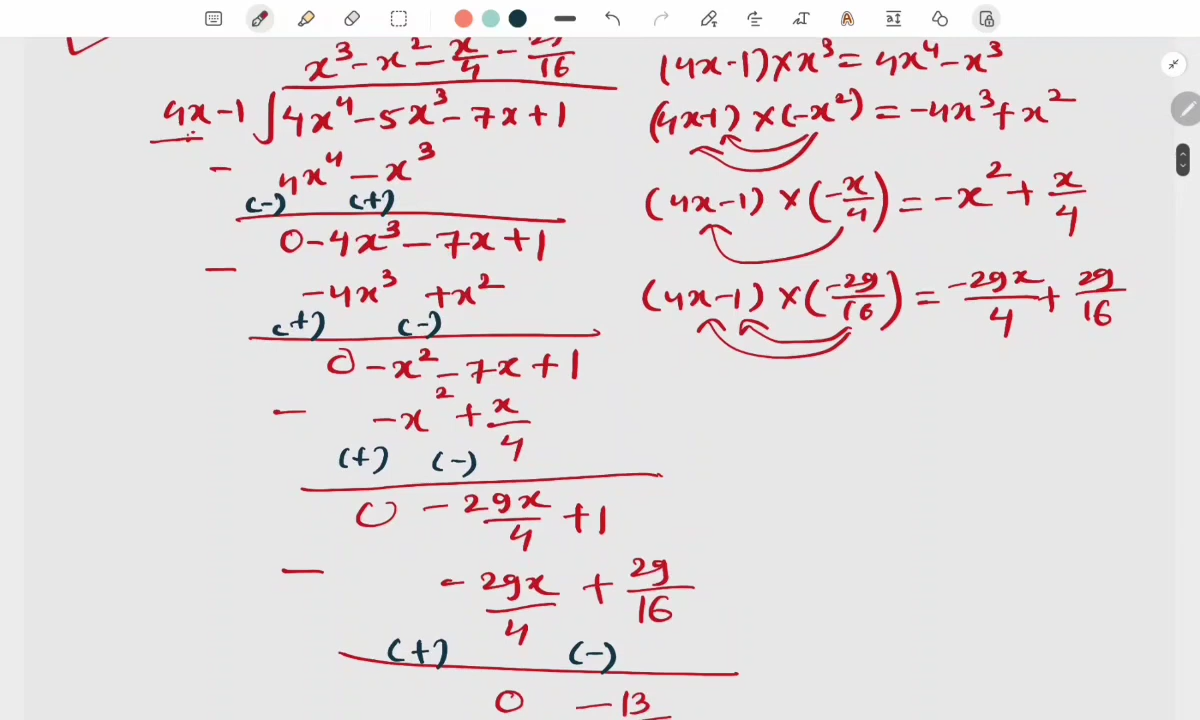 x³ - x² - x/4 - 29/16
4x - 1 ⟌ 4x⁴ - 5x³ - 7x + 1
- 4x⁴ - x³
(-) (+)
0 - 4x³ - 7x + 1
- -4x³ + x²
(+) (-)
0 - x² - 7x + 1
- -x² + x/4
(+) (-)
0 - 29x/4 + 1
- -29x/4 + 29/16
(+) (-)
0 - 13
(4x-1) × x³ = 4x⁴ - x³
(4x-1) × (-x²) = -4x³ + x²
(4x-1) × (-x/4) = -x² + x/4
(4x-1) × (-29/16) = -29x/4 + 29/16